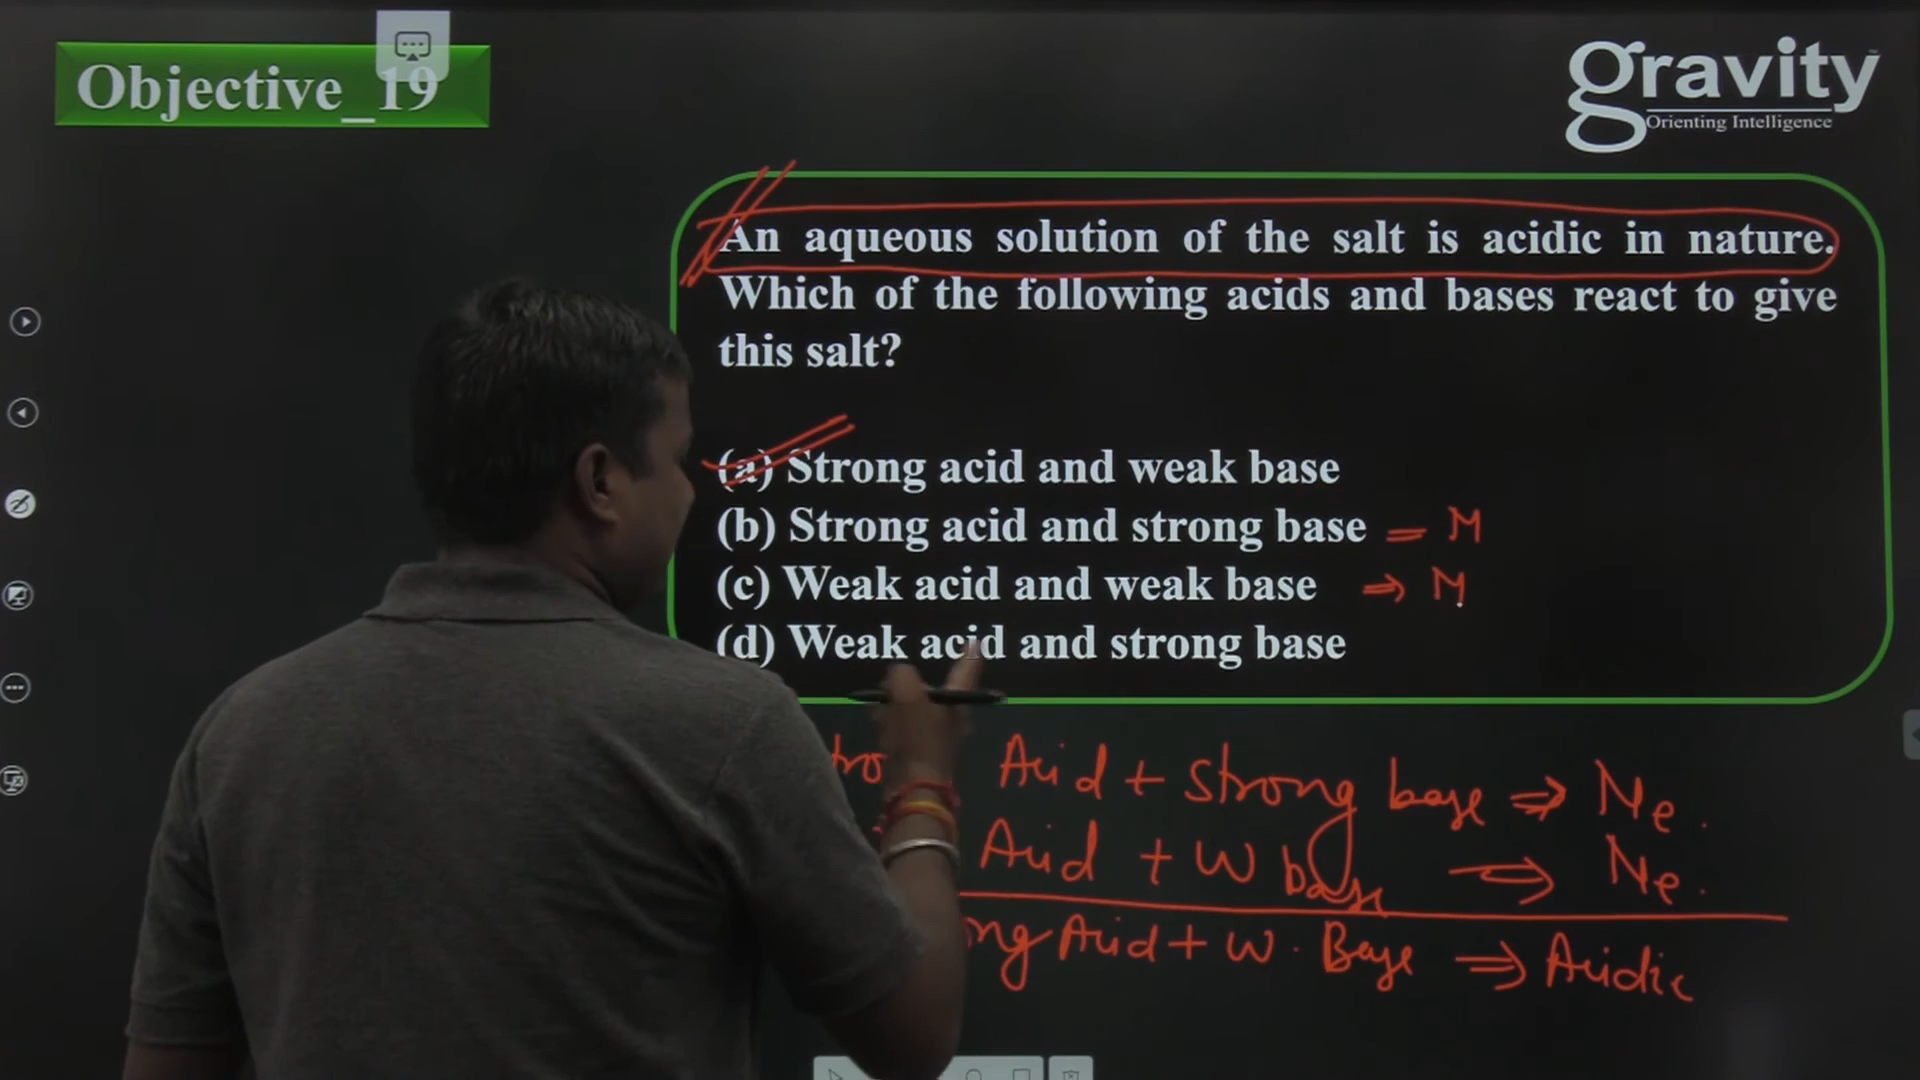 Objective_19
gravity
Orienting Intelligence
An aqueous solution of the salt is acidic in nature.
Which of the following acids and bases react to give
this salt?
(a) Strong acid and weak base
(b) Strong acid and strong base = M
(c) Weak acid and weak base ⇒ M
(d) Weak acid and strong base
Acid + Strong base ⇒ Ne.
Acid + W base ⇒ Ne.
Acid + W. Base ⇒ Acidic